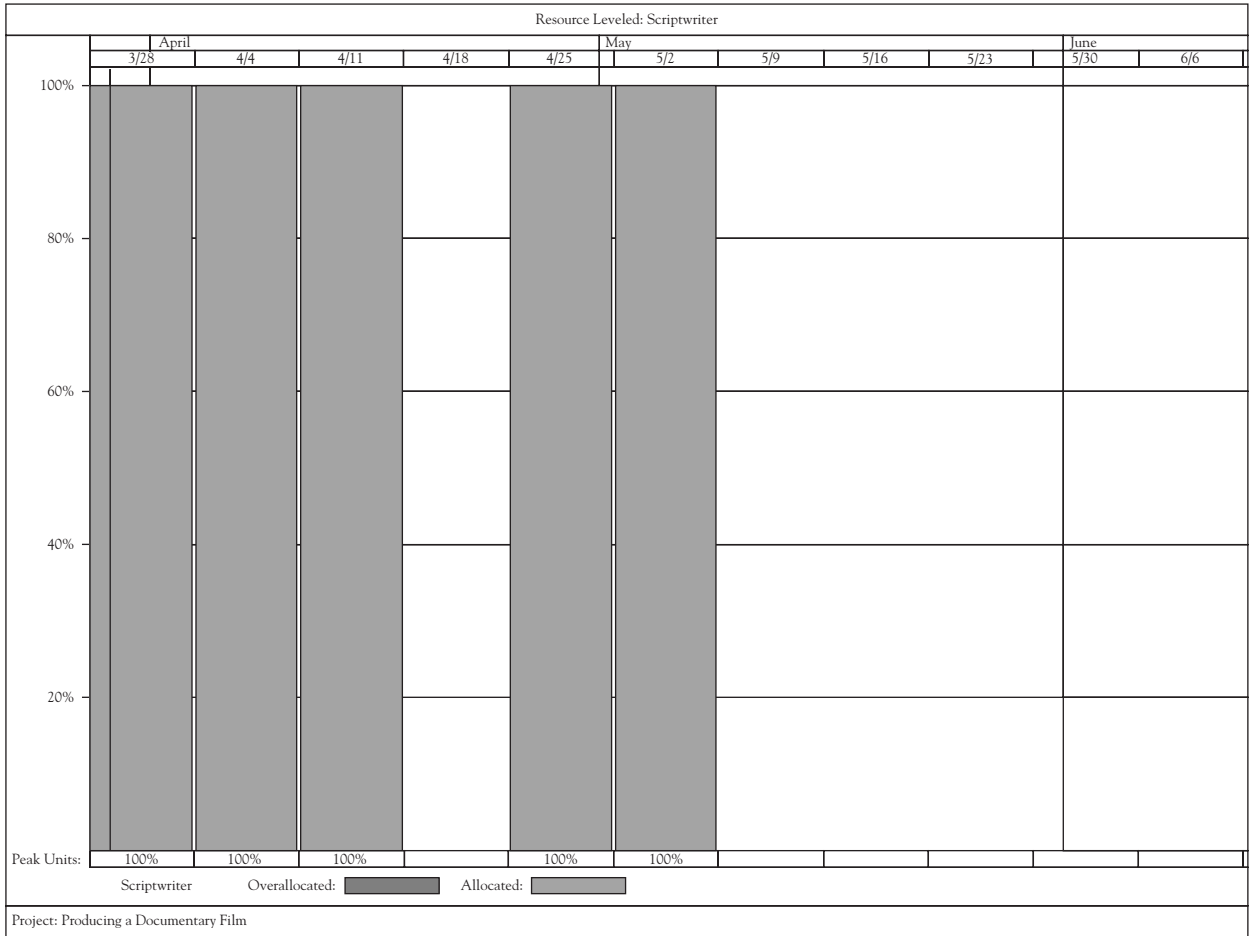 Resource Leveled: Scriptwriter
April May June
3/28 4/4 4/11 4/18 4/25 5/2 5/9 5/16 5/23 5/30 6/6
100%
80%
60%
40%
20%
Peak Units: 100% 100% 100% 100% 100%
Scriptwriter Overallocated: Allocated:
Project: Producing a Documentary Film